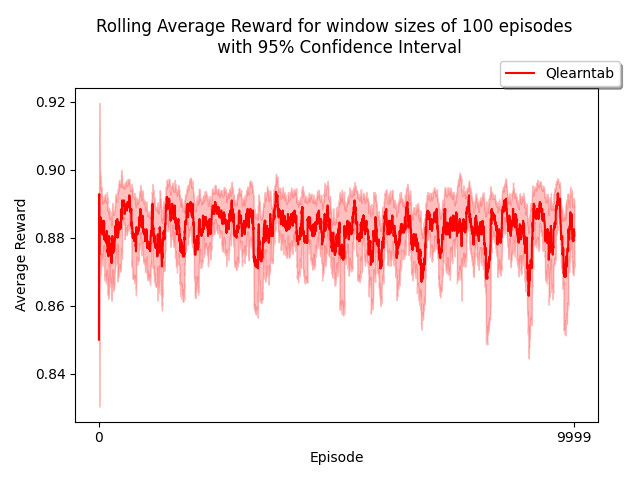 Rolling Average Reward for window sizes of 100 episodes
with 95% Confidence Interval
Qlearntab
0.92
0.90
0.88
0.86
0.84
Average Reward
0
9999
Episode